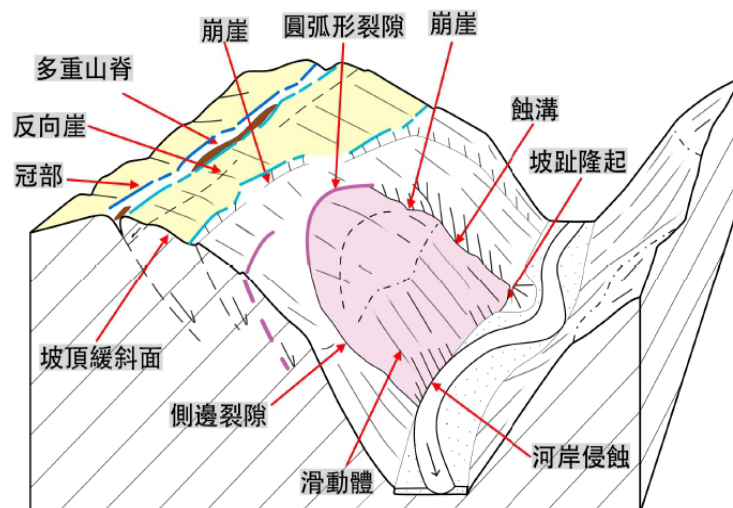 崩崖
圓弧形裂隙
崩崖
多重山脊
反向崖
冠部
蝕溝
坡趾隆起
坡頂緩斜面
側邊裂隙
滑動體
河岸侵蝕